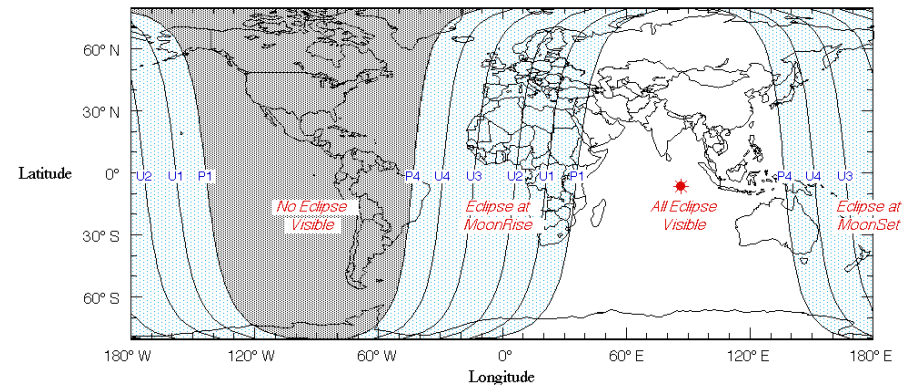 60° N
30° N
Latitude
0°
U2 U1 P1 P4 U4 U3 U2 U1 P1 P4 U4 U3
No Eclipse
Visible
Eclipse at
MoonRise
All Eclipse
Visible
Eclipse at
MoonSet
30° S
60° S
180° W 120° W 60° W 0° 60° E 120° E 180° E
Longitude